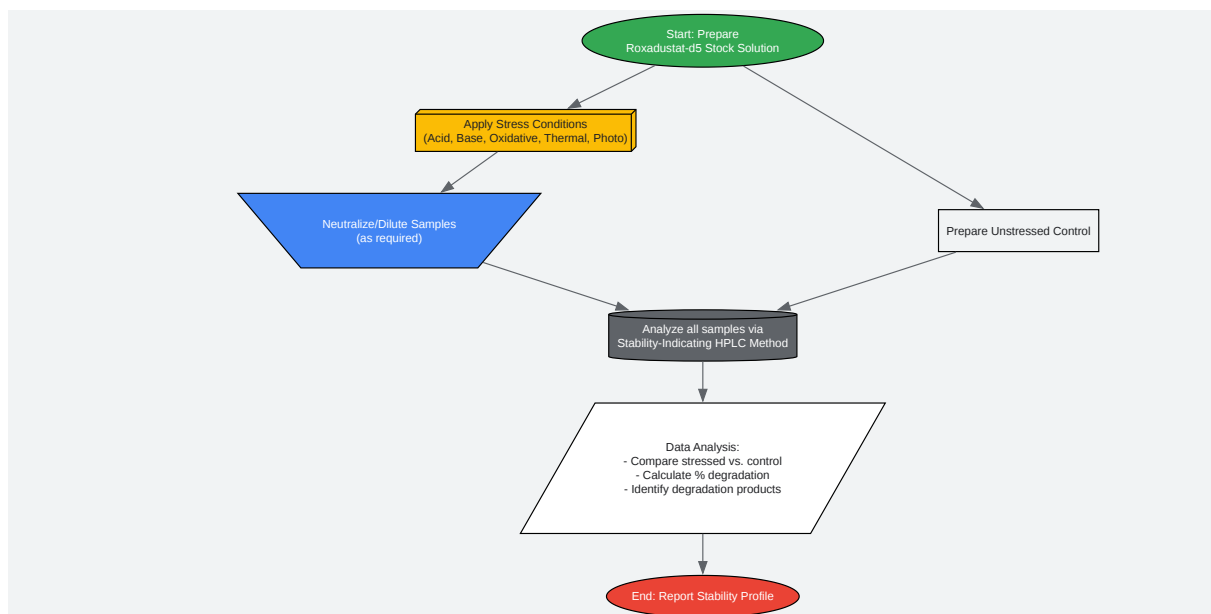 Start: Prepare
Roxadustat-d5 Stock Solution
Apply Stress Conditions
(Acid, Base, Oxidative, Thermal, Photo)
Neutralize/Dilute Samples
(as required)
Prepare Unstressed Control
Analyze all samples via
Stability-Indicating HPLC Method
Data Analysis:
- Compare stressed vs. control
- Calculate % degradation
- Identify degradation products
End: Report Stability Profile